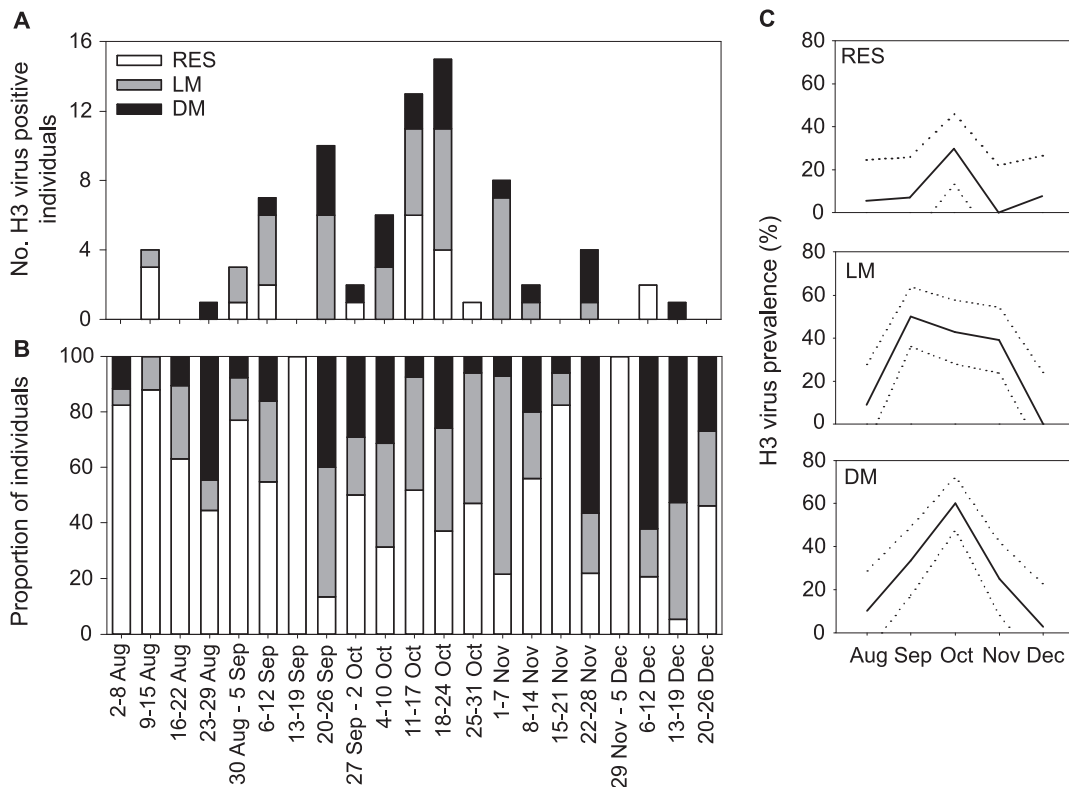 A
No. H3 virus positive
individuals
16
12
8
4
0
RES
LM
DM
B
Proportion of individuals
100
80
60
40
20
0
2-8 Aug
9-15 Aug
16-22 Aug
23-29 Aug
30 Aug - 5 Sep
6-12 Sep
13-19 Sep
20-26 Sep
27 Sep - 2 Oct
4-10 Oct
11-17 Oct
18-24 Oct
25-31 Oct
1-7 Nov
8-14 Nov
15-21 Nov
22-28 Nov
29 Nov - 5 Dec
6-12 Dec
13-19 Dec
20-26 Dec
C
H3 virus prevalence (%)
80
60
40
20
0
RES
80
60
40
20
0
LM
80
60
40
20
0
DM
Aug Sep Oct Nov Dec